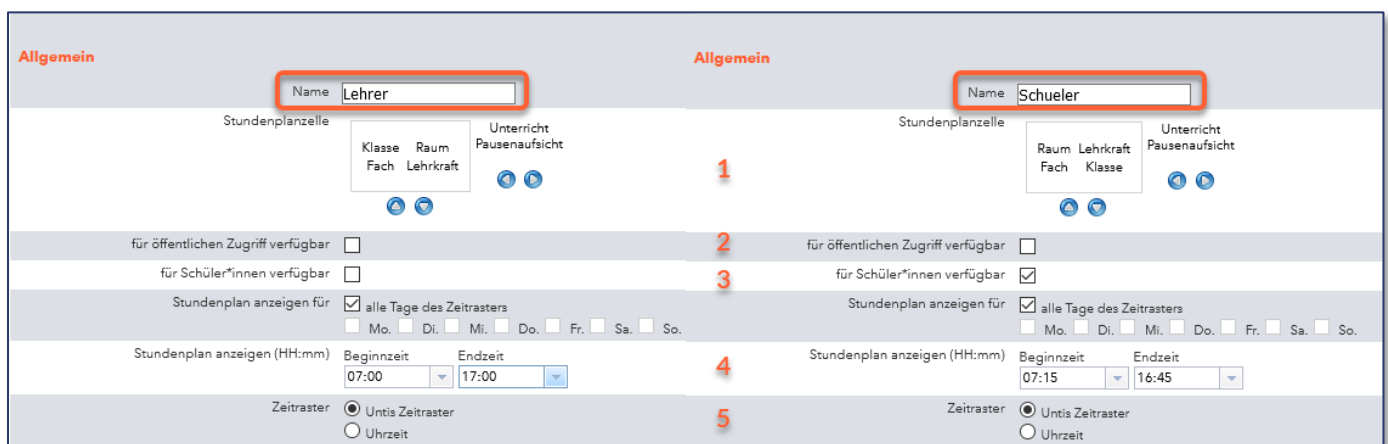 Allgemein
Name Lehrer
Stundenplanzelle
Klasse Raum
Fach Lehrkraft
Unterricht
Pausenaufsicht
für öffentlichen Zugriff verfügbar
für Schüler*innen verfügbar
Stundenplan anzeigen für alle Tage des Zeitrasters
Mo. Di. Mi. Do. Fr. Sa. So.
Stundenplan anzeigen (HH:mm) Beginnzeit Endzeit
07:00 17:00
Zeitraster Untis Zeitraster
Uhrzeit
1
2
3
4
5
Allgemein
Name Schueler
Stundenplanzelle
Raum Lehrkraft
Fach Klasse
Unterricht
Pausenaufsicht
für öffentlichen Zugriff verfügbar
für Schüler*innen verfügbar
Stundenplan anzeigen für alle Tage des Zeitrasters
Mo. Di. Mi. Do. Fr. Sa. So.
Stundenplan anzeigen (HH:mm) Beginnzeit Endzeit
07:15 16:45
Zeitraster Untis Zeitraster
Uhrzeit